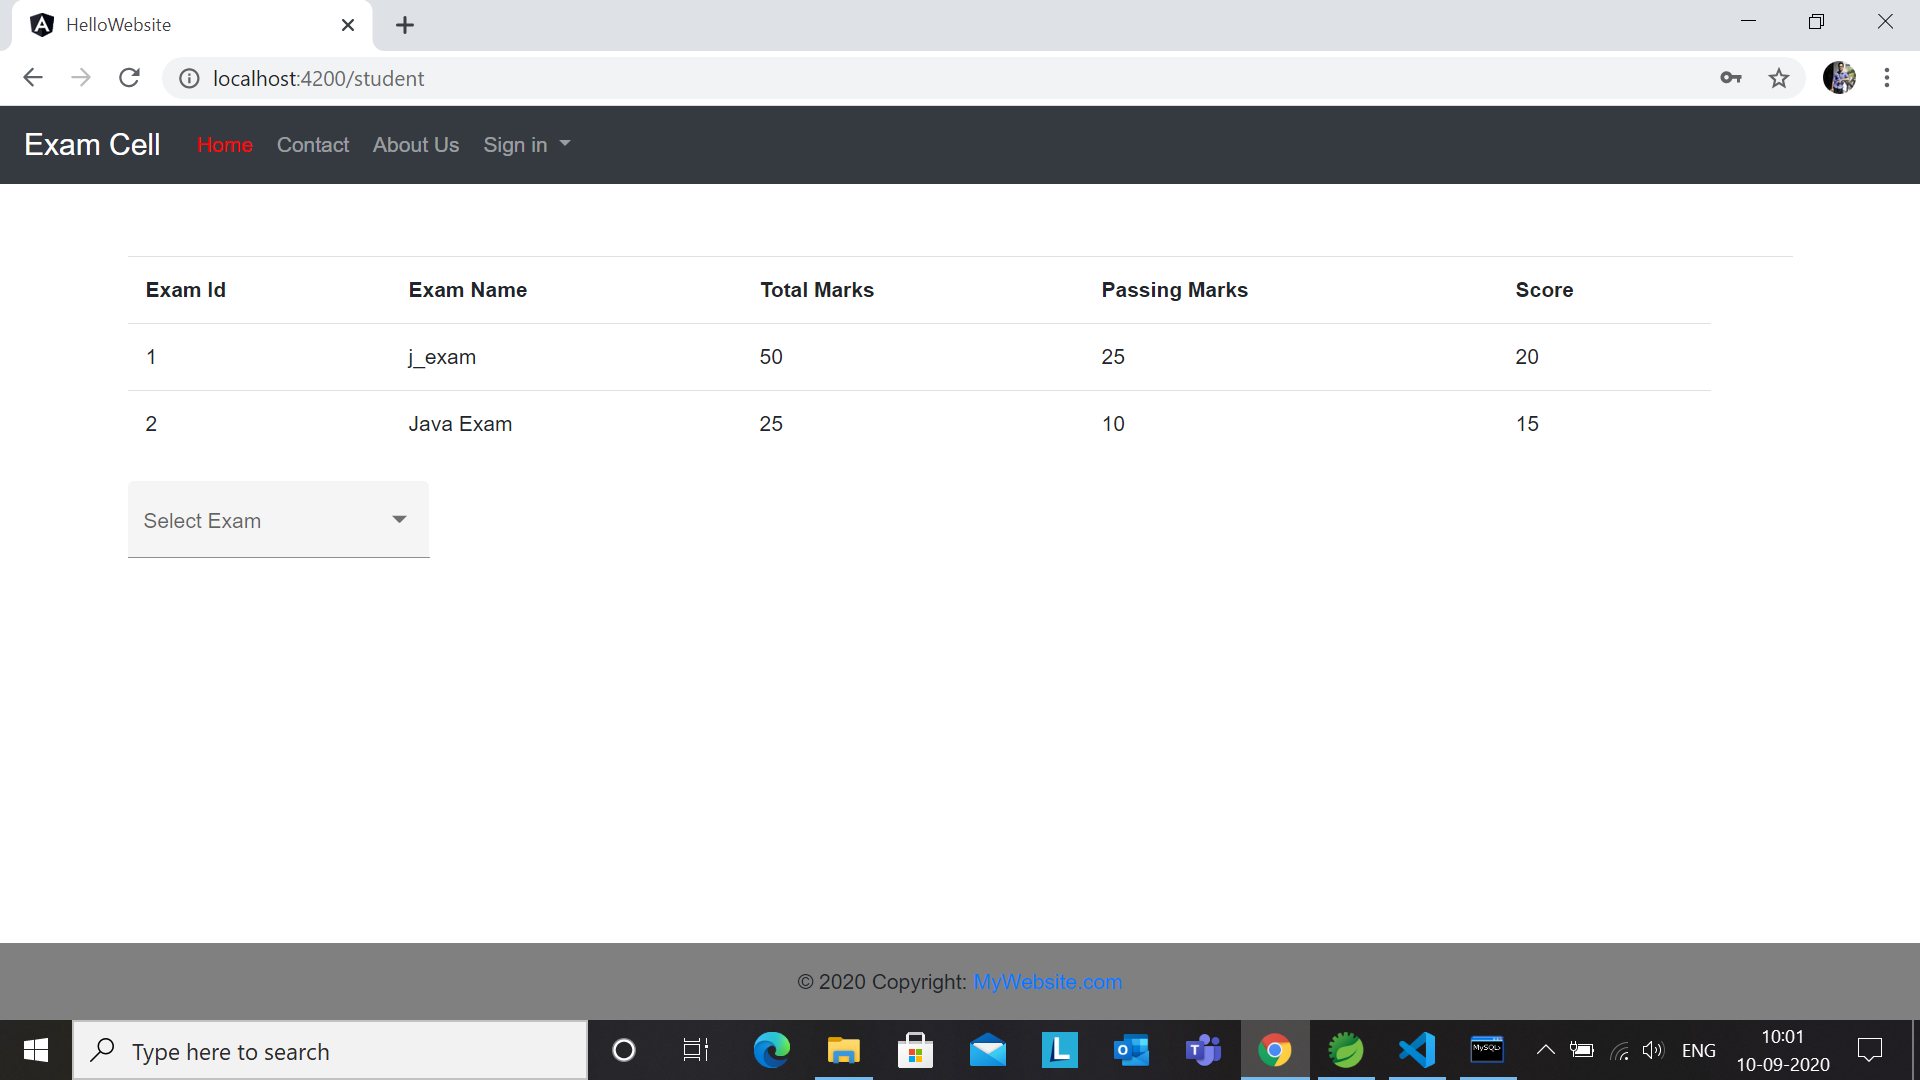 HelloWebsite
localhost:4200/student
Exam Cell Home Contact About Us Sign in
Exam Id Exam Name Total Marks Passing Marks Score
1 j_exam 50 25 20
2 Java Exam 25 10 15
Select Exam
© 2020 Copyright: MyWebsite.com
Type here to search
L
MySQL
ENG
10:01
10-09-2020